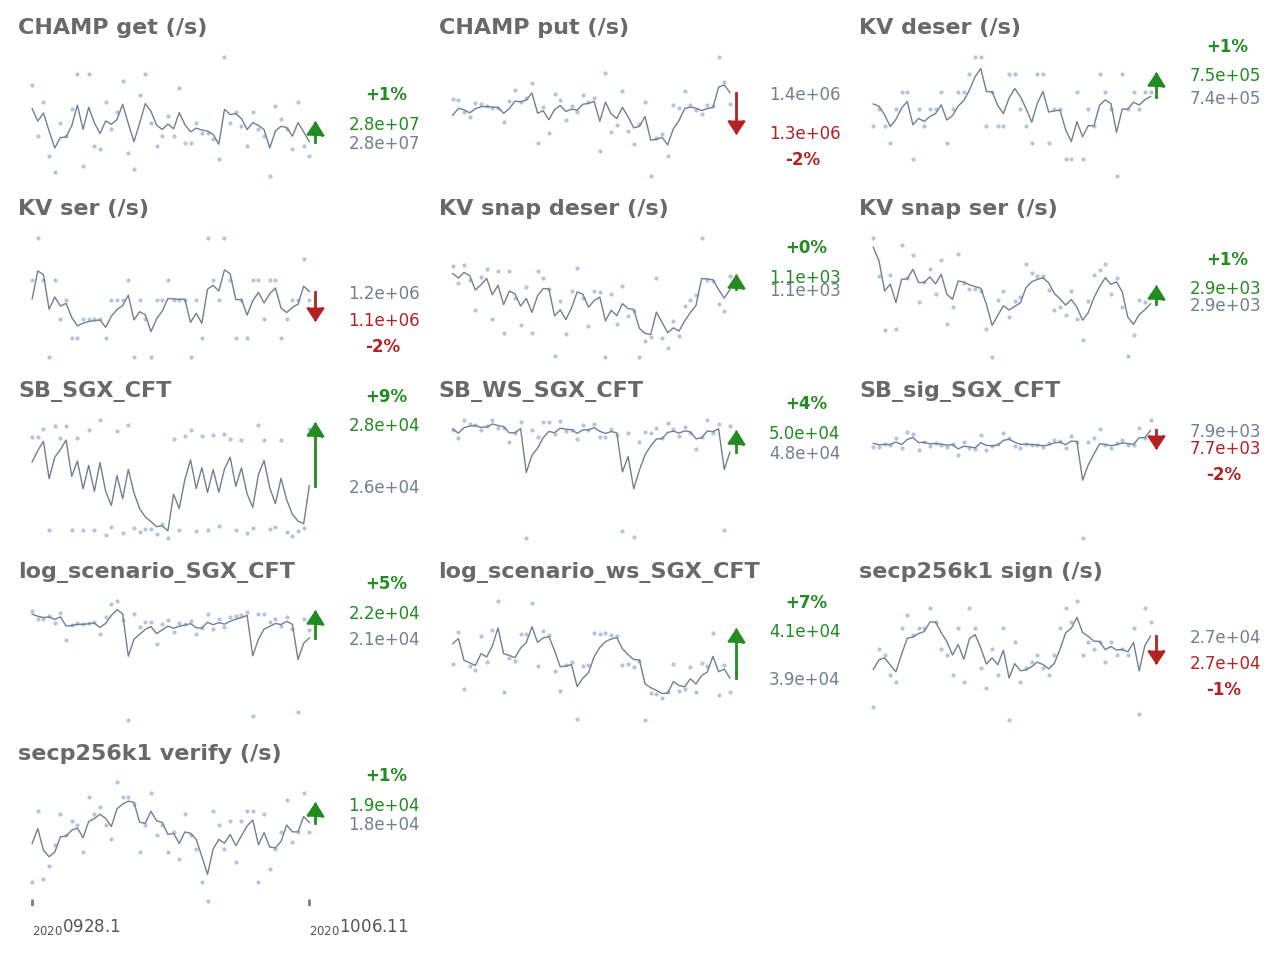 CHAMP get (/s)
+1%
2.8e+07
2.8e+07
CHAMP put (/s)
1.4e+06
1.3e+06
-2%
KV deser (/s)
+1%
7.5e+05
7.4e+05
KV ser (/s)
1.2e+06
1.1e+06
-2%
KV snap deser (/s)
+0%
1.1e+03
1.1e+03
KV snap ser (/s)
+1%
2.9e+03
2.9e+03
SB_SGX_CFT
+9%
2.8e+04
2.6e+04
SB_WS_SGX_CFT
+4%
5.0e+04
4.8e+04
SB_sig_SGX_CFT
7.9e+03
7.7e+03
-2%
log_scenario_SGX_CFT
+5%
2.2e+04
2.1e+04
log_scenario_ws_SGX_CFT
+7%
4.1e+04
3.9e+04
secp256k1 sign (/s)
2.7e+04
2.7e+04
-1%
secp256k1 verify (/s)
+1%
1.9e+04
1.8e+04
20200928.1
20201006.11